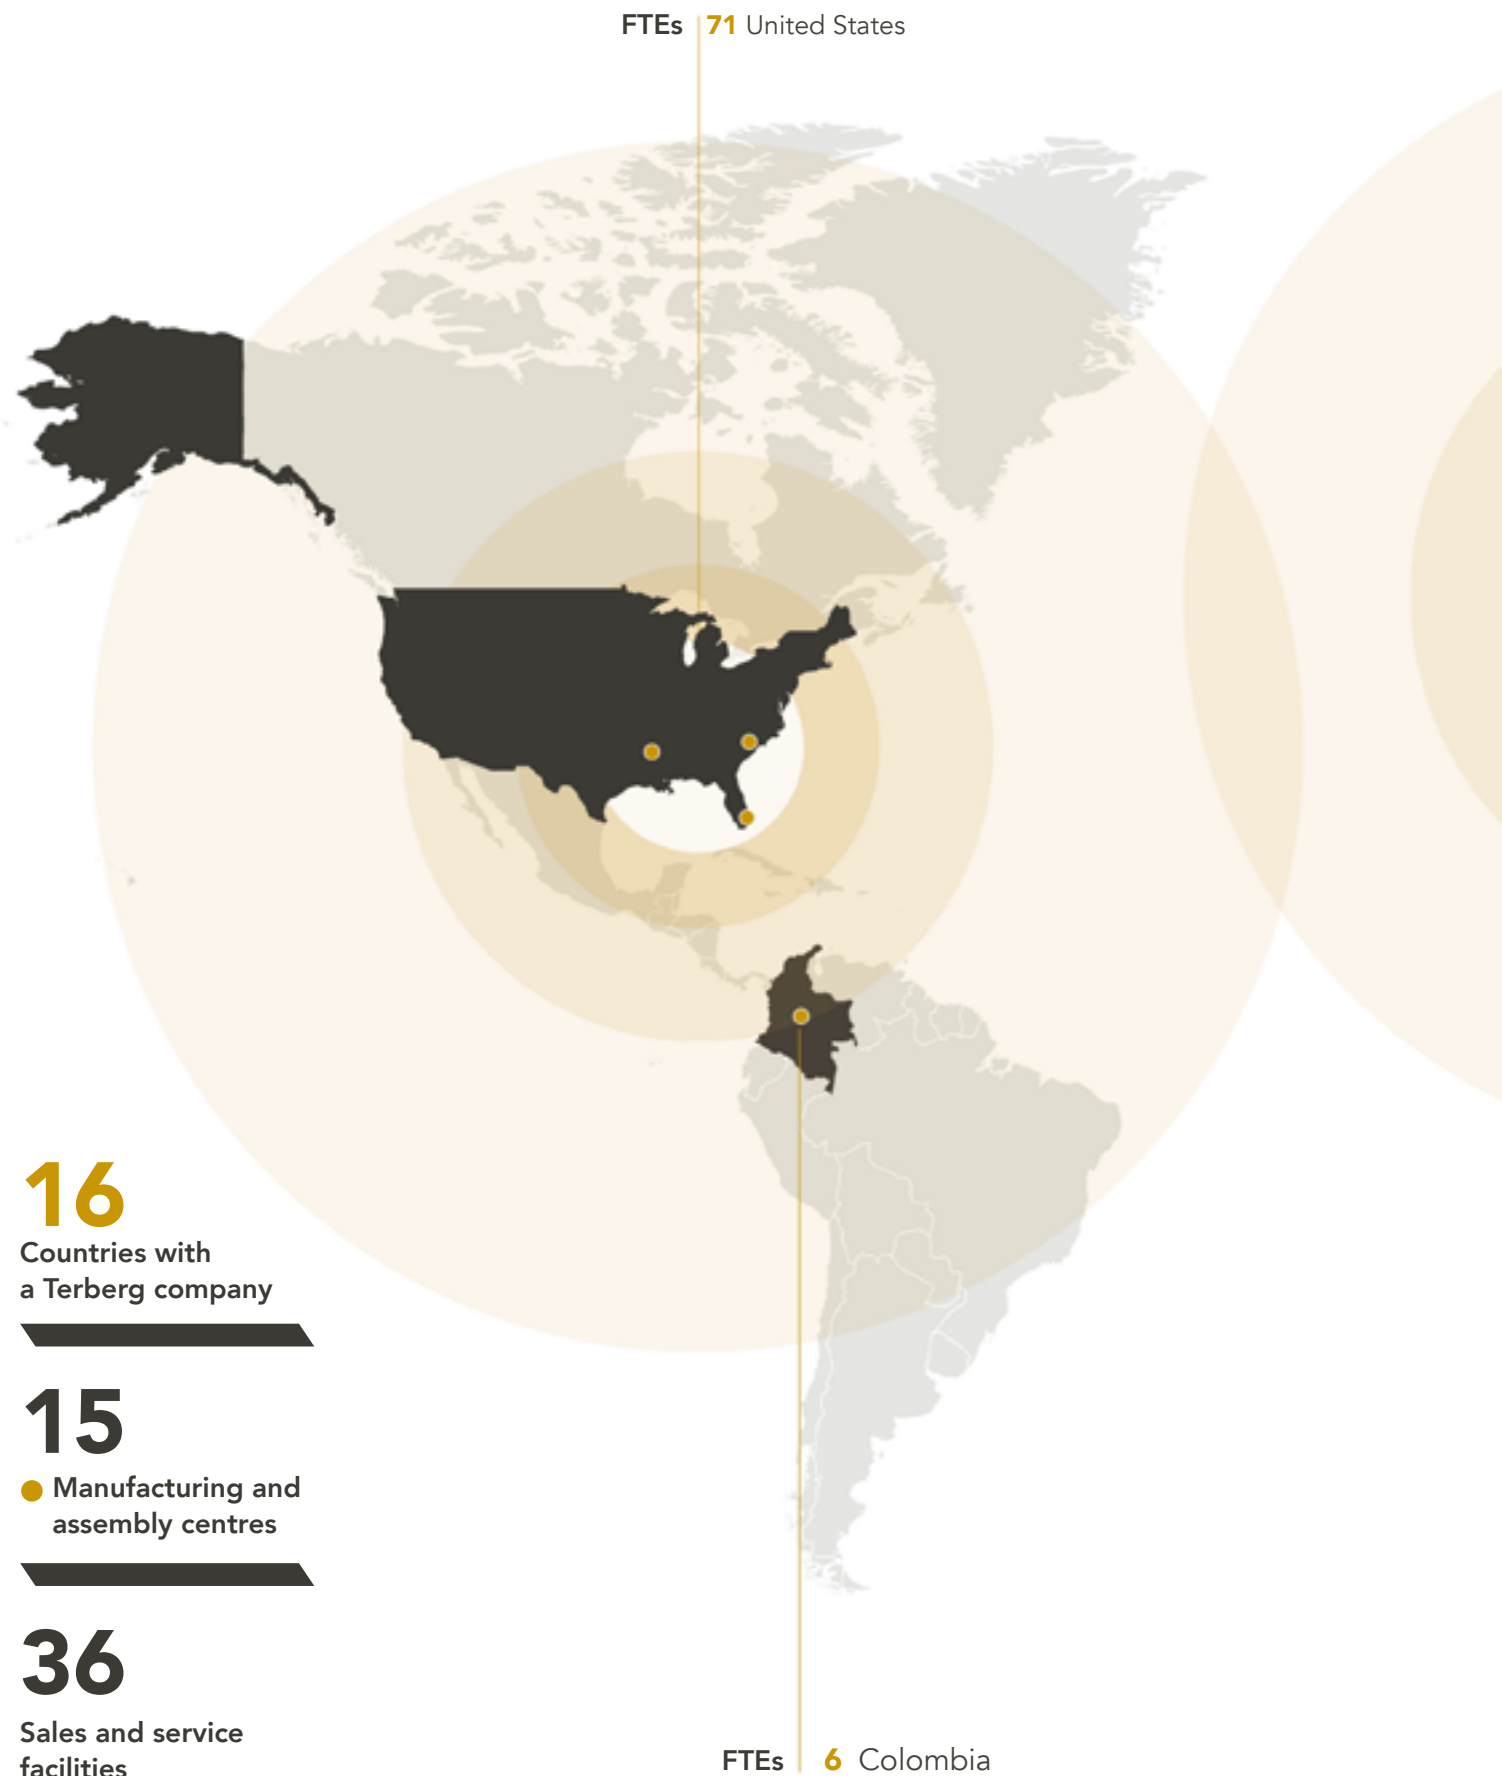 FTEs 71 United States
16
Countries with
a Terberg company
15
Manufacturing and
assembly centres
36
Sales and service
facilities
FTEs 6 Colombia